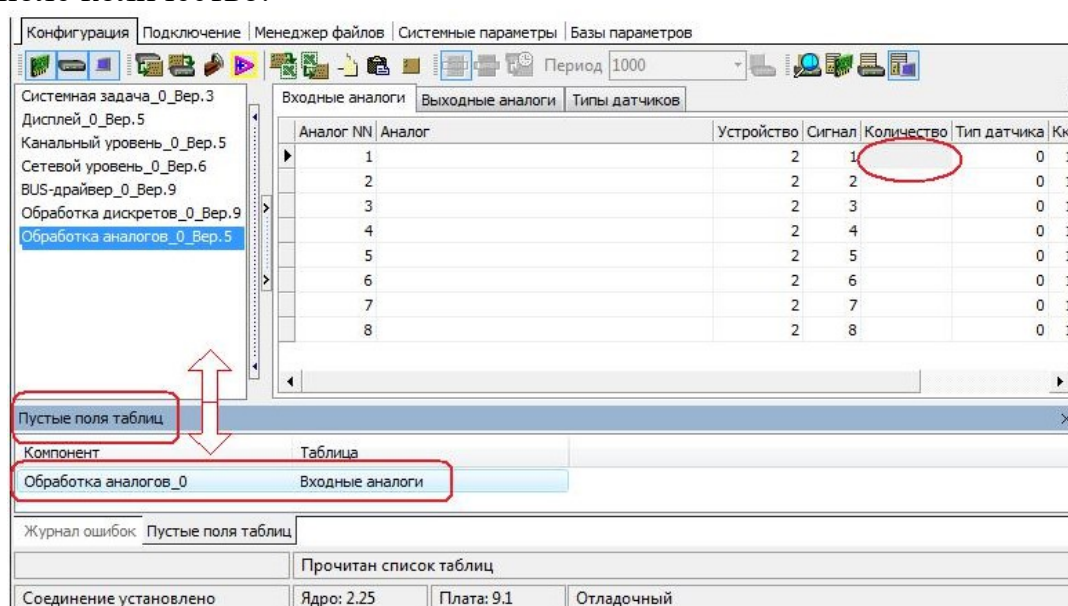 поле количество.
Конфигурация Подключение Менеджер файлов Системные параметры Базы параметров
Период 1000
Системная задача_0_Вер.3
Дисплей_0_Вер.5
Канальный уровень_0_Вер.5
Сетевой уровень_0_Вер.6
BUS-драйвер_0_Вер.9
Обработка дискретов_0_Вер.9
Обработка аналогов_0_Вер.5
Входные аналоги Выходные аналоги Типы датчиков
Аналог NN Аналог Устройство Сигнал Количество Тип датчика
1 2 1 0
2 2 2 0
3 2 3 0
4 2 4 0
5 2 5 0
6 2 6 0
7 2 7 0
8 2 8 0
Пустые поля таблиц
Компонент Таблица
Обработка аналогов_0 Входные аналоги
Журнал ошибок Пустые поля таблиц
Прочитан список таблиц
Соединение установлено Ядро: 2.25 Плата: 9.1 Отладочный